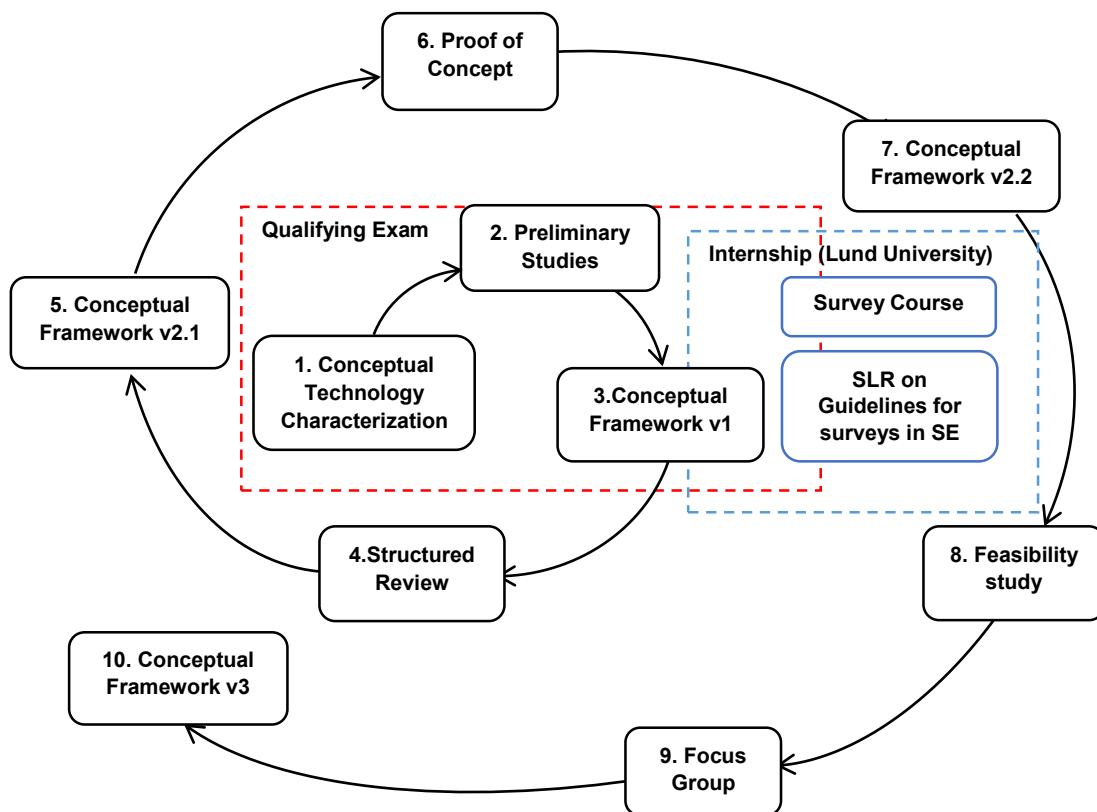 6. Proof of
Concept
7. Conceptual
Framework v2.2
Qualifying Exam
2. Preliminary
Studies
Internship (Lund University)
Survey Course
5. Conceptual
Framework v2.1
1. Conceptual
Technology
Characterization
3.Conceptual
Framework v1
SLR on
Guidelines for
surveys in SE
4.Structured
Review
8. Feasibility
study
10. Conceptual
Framework v3
9. Focus
Group